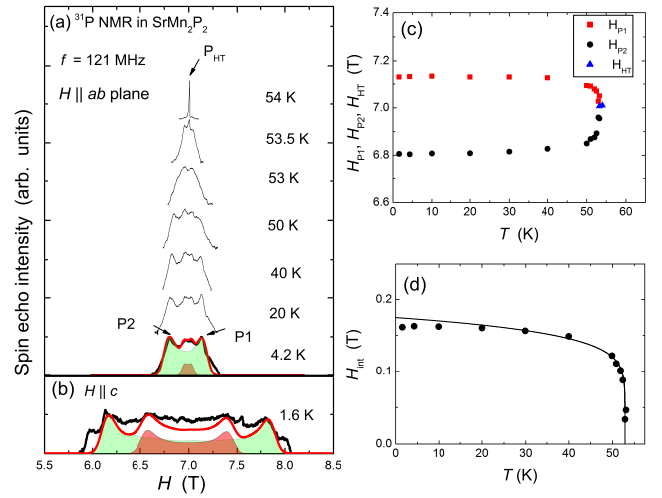 (a) ³¹P NMR in SrMn₂P₂
f = 121 MHz
P_HT
H || ab plane
54 K
53.5 K
53 K
50 K
40 K
20 K
P2
P1
4.2 K
Spin echo intensity (arb. units)
(b) H || c
1.6 K
5.5 6.0 6.5 7.0 7.5 8.0 8.5
H (T)
(c)
H_P1
H_P2
H_HT
7.4
7.2
7.0
6.8
6.6
H_P1, H_P2, H_HT (T)
0 10 20 30 40 50 60
T (K)
(d)
0.2
0.1
0.0
H_int (T)
0 10 20 30 40 50
T (K)